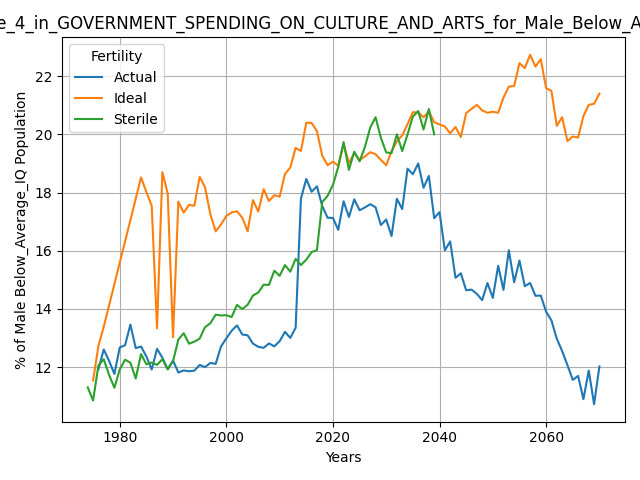 e_4_in_GOVERNMENT_SPENDING_ON_CULTURE_AND_ARTS_for_Male_Below_A
Fertility
Actual
Ideal
Sterile
% of Male Below_Average_IQ Population
22
20
18
16
14
12
1980 2000 2020 2040 2060
Years